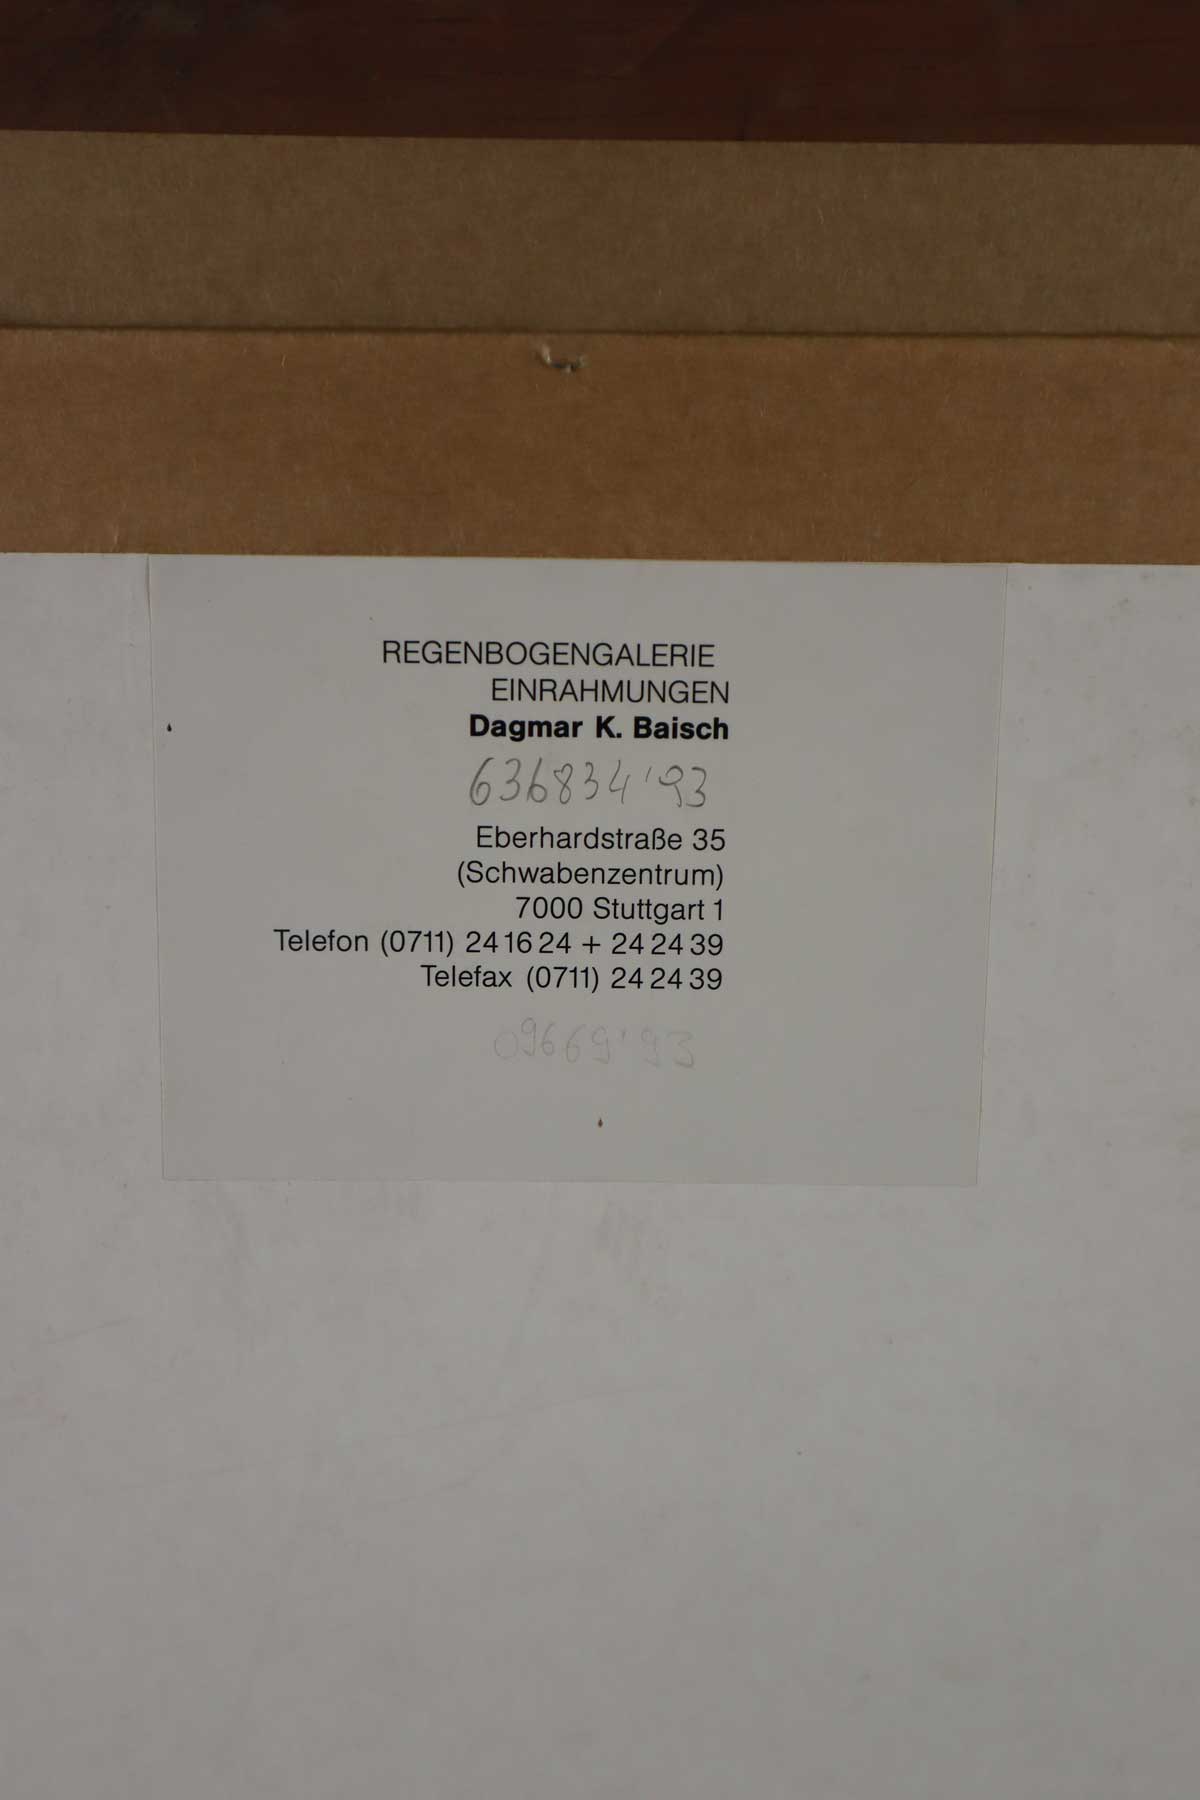 REGENBOGENGALERIE
EINRAHMUNGEN
Dagmar K. Baisch
636834'93
Eberhardstraße 35
(Schwabenzentrum)
7000 Stuttgart 1
Telefon (0711) 24 16 24 + 24 24 39
Telefax (0711) 24 24 39
09669'93